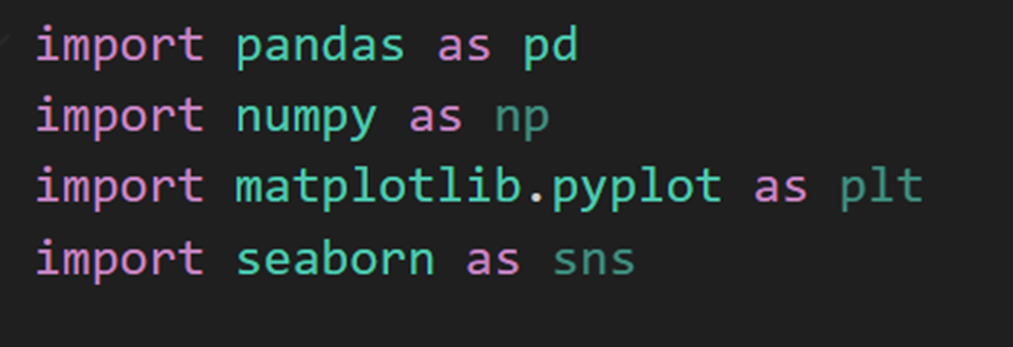 import pandas as pd
import numpy as np
import matplotlib.pyplot as plt
import seaborn as sns